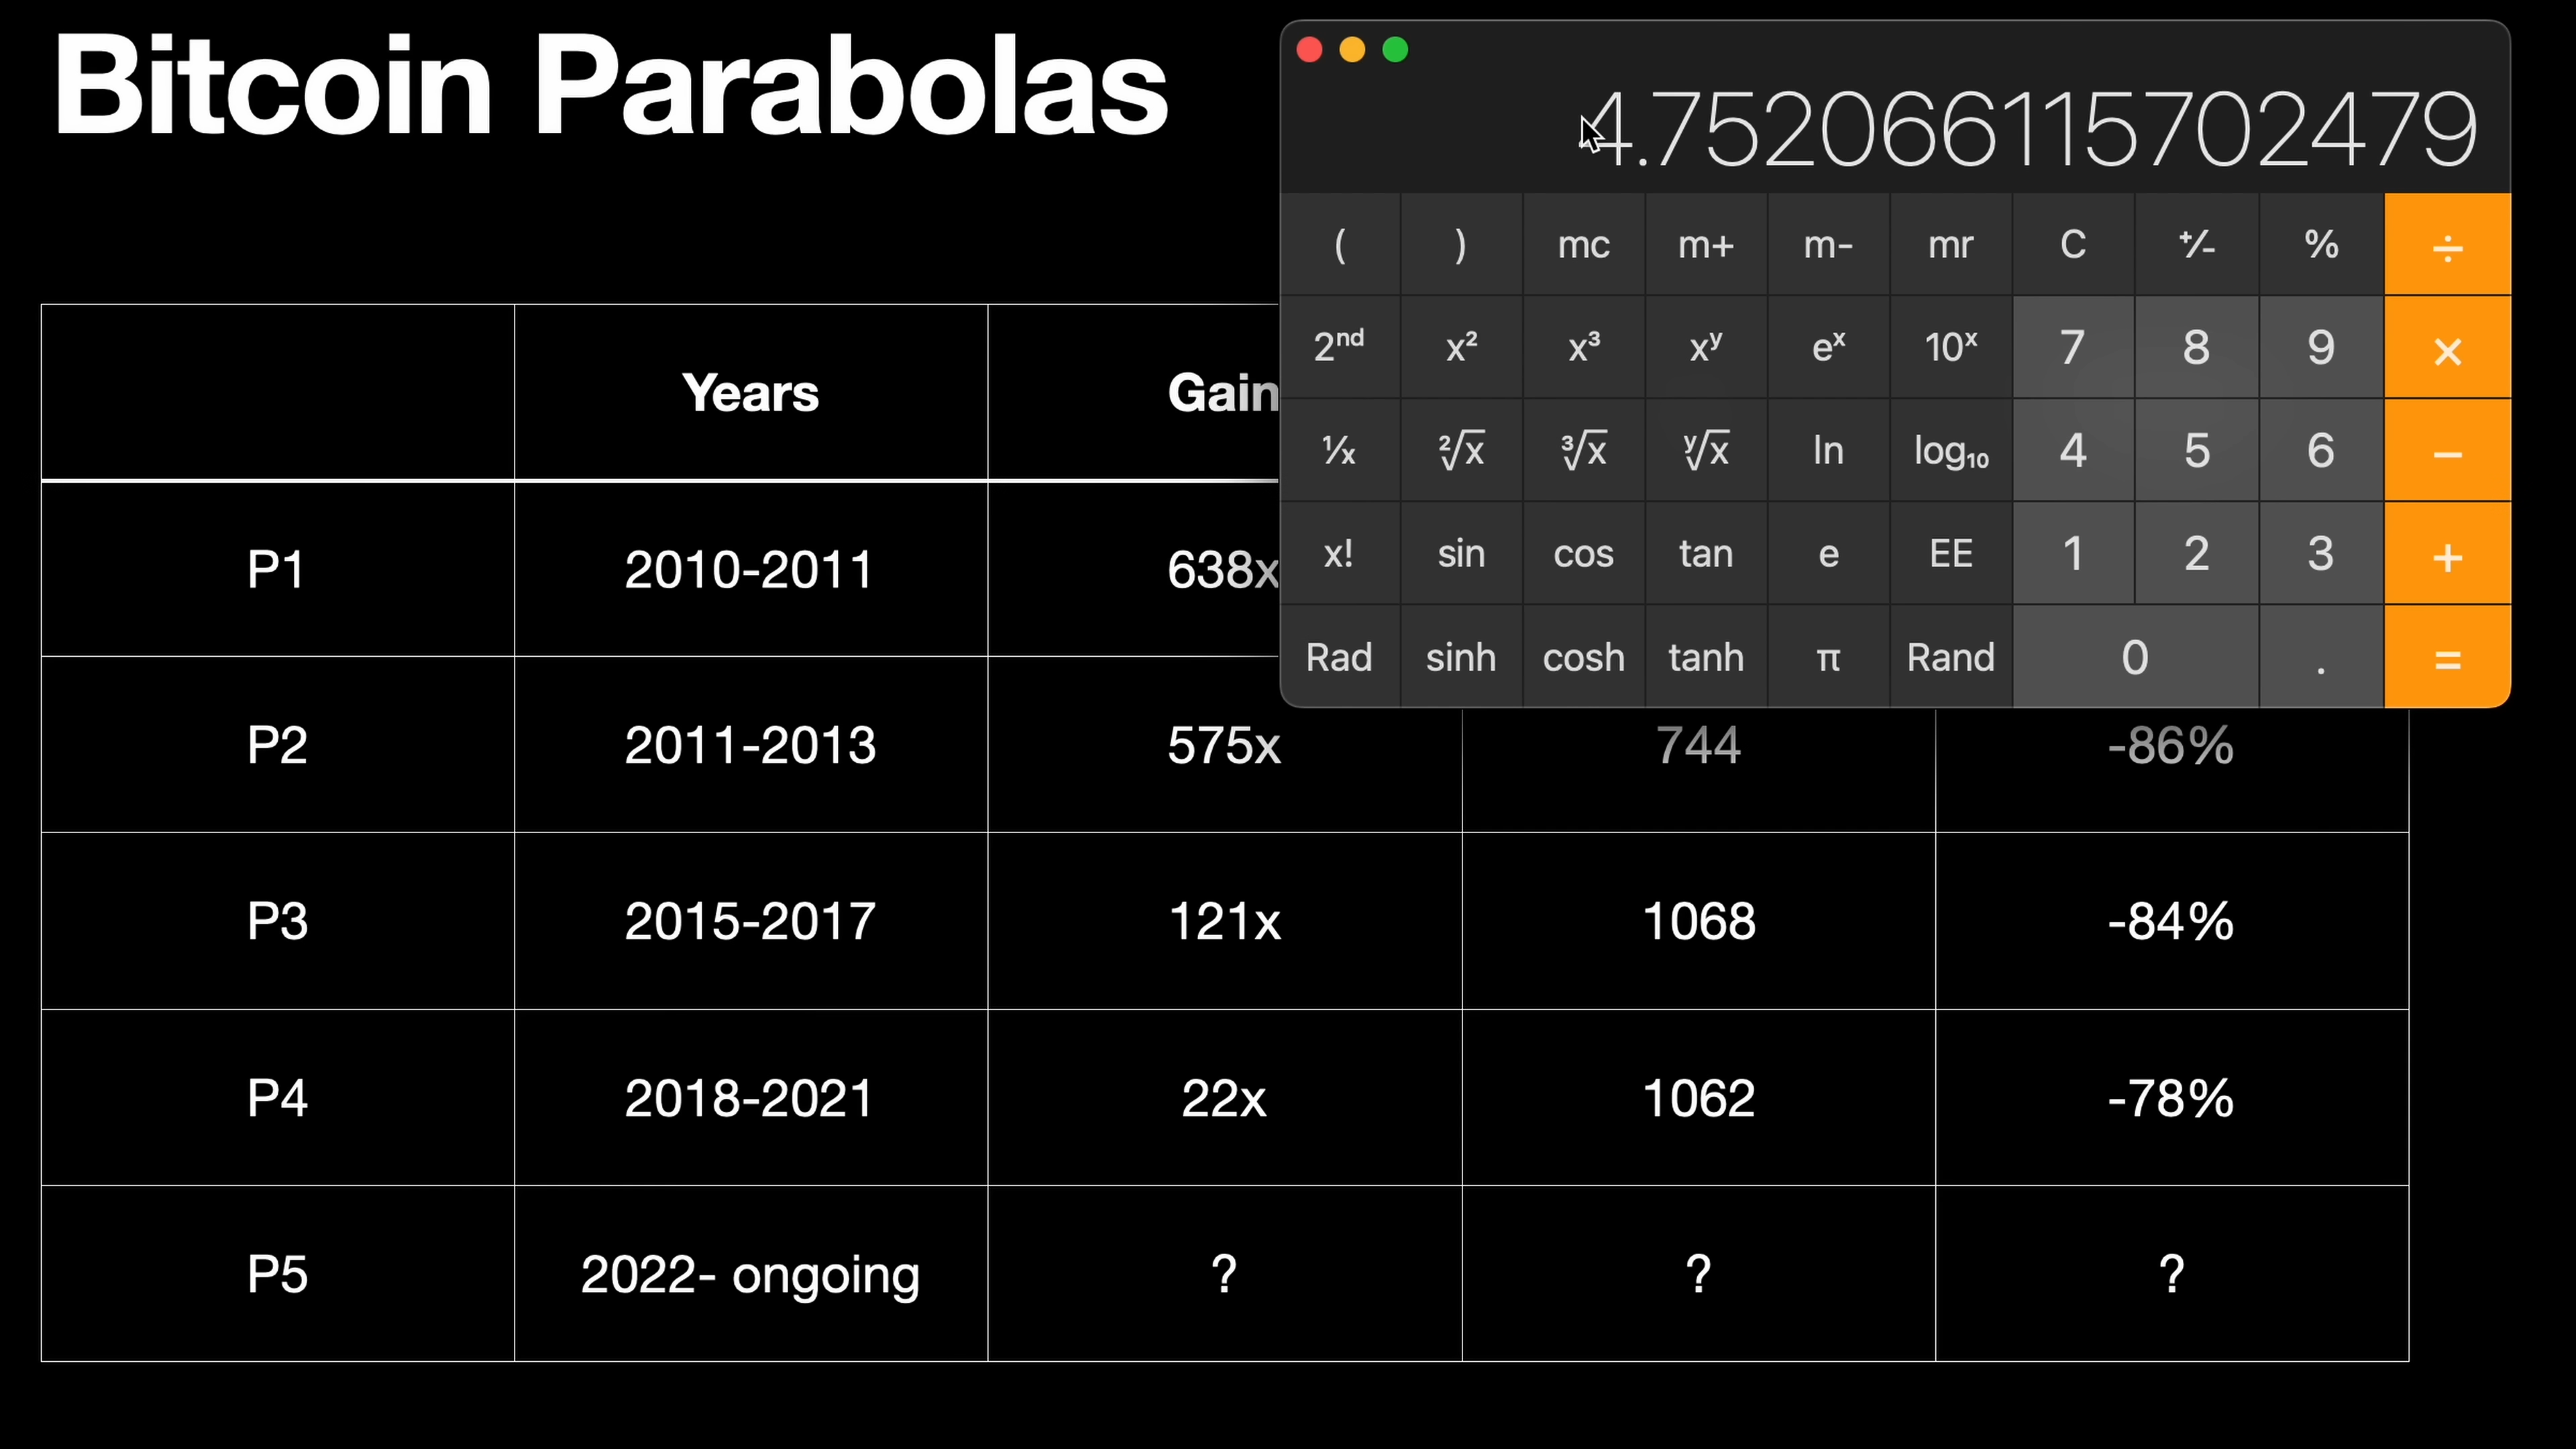 Bitcoin Parabolas
4.752066115702479
( ) mc m+ m- mr C +⁄- % ÷
2ⁿᵈ x² x³ xʸ eˣ 10ˣ 7 8 9 ×
¹⁄x ²√x ³√x ʸ√x ln log₁₀ 4 5 6 −
x! sin cos tan e EE 1 2 3 +
Rad sinh cosh tanh π Rand 0 . =
Years Gain
P1 2010-2011 638x
P2 2011-2013 575x 744 -86%
P3 2015-2017 121x 1068 -84%
P4 2018-2021 22x 1062 -78%
P5 2022- ongoing ? ? ?